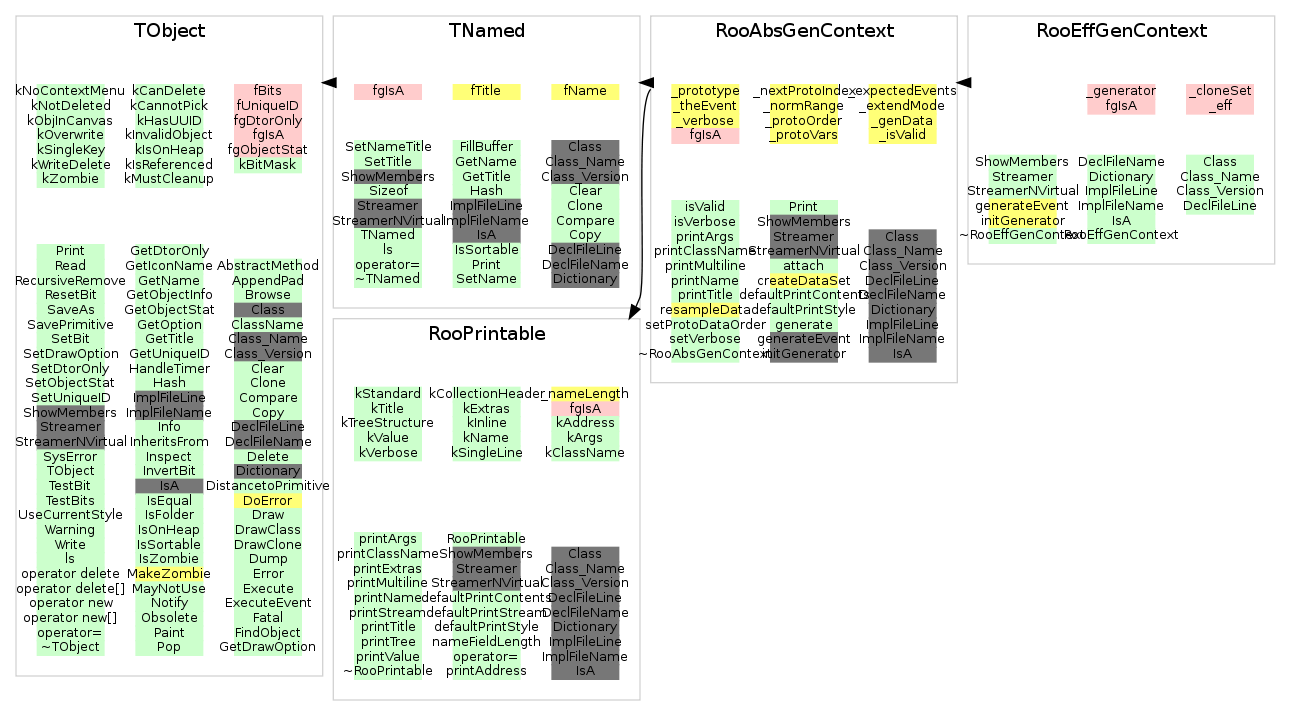 TObject
kNoContextMenu
kNotDeleted
kObjInCanvas
kOverwrite
kSingleKey
kWriteDelete
kZombie
kCanDelete
kCannotPick
kHasUUID
kInvalidObject
kIsOnHeap
kIsReferenced
kMustCleanup
fBits
fUniqueID
fgDtorOnly
fgIsA
fgObjectStat
kBitMask
Print
Read
RecursiveRemove
ResetBit
SaveAs
SavePrimitive
SetBit
SetDrawOption
SetDtorOnly
SetObjectStat
SetUniqueID
ShowMembers
Streamer
StreamerNVirtual
SysError
TObject
TestBit
TestBits
UseCurrentStyle
Warning
Write
ls
operator delete
operator delete[]
operator new
operator new[]
operator=
~TObject
GetDtorOnly
GetIconName
GetName
GetObjectInfo
GetObjectStat
GetOption
GetTitle
GetUniqueID
HandleTimer
Hash
ImplFileLine
ImplFileName
Info
InheritsFrom
Inspect
InvertBit
IsA
IsEqual
IsFolder
IsOnHeap
IsSortable
IsZombie
MakeZombie
MayNotUse
Notify
Obsolete
Paint
Pop
AbstractMethod
AppendPad
Browse
Class
ClassName
Class_Name
Class_Version
Clear
Clone
Compare
Copy
DeclFileLine
DeclFileName
Delete
Dictionary
DistancetoPrimitive
DoError
Draw
DrawClass
DrawClone
Dump
Error
Execute
ExecuteEvent
Fatal
FindObject
GetDrawOption
TNamed
fgIsA
fTitle
fName
SetNameTitle
SetTitle
ShowMembers
Sizeof
Streamer
StreamerNVirtual
TNamed
ls
operator=
~TNamed
FillBuffer
GetName
GetTitle
Hash
ImplFileLine
ImplFileName
IsA
IsSortable
Print
SetName
Class
Class_Name
Class_Version
Clear
Clone
Compare
Copy
DeclFileLine
DeclFileName
Dictionary
RooPrintable
kStandard
kTitle
kTreeStructure
kValue
kVerbose
kCollectionHeader
kExtras
kInline
kName
kSingleLine
_nameLength
fgIsA
kAddress
kArgs
kClassName
printArgs
printClassName
printExtras
printMultiline
printName
printStream
printTitle
printTree
printValue
~RooPrintable
RooPrintable
ShowMembers
Streamer
StreamerNVirtual
defaultPrintContents
defaultPrintStream
defaultPrintStyle
nameFieldLength
operator=
printAddress
Class
Class_Name
Class_Version
DeclFileLine
DeclFileName
Dictionary
ImplFileLine
ImplFileName
IsA
RooAbsGenContext
_prototype
_theEvent
_verbose
fgIsA
_nextProtoIndex
_normRange
_protoOrder
_protoVars
_expectedEvents
_extendMode
_genData
_isValid
isValid
isVerbose
printArgs
printClassName
printMultiline
printName
printTitle
resampleData
setProtoDataOrder
setVerbose
~RooAbsGenContext
Print
ShowMembers
Streamer
StreamerNVirtual
attach
createDataSet
defaultPrintContents
defaultPrintStyle
generate
generateEvent
initGenerator
Class
Class_Name
Class_Version
DeclFileLine
DeclFileName
Dictionary
ImplFileLine
ImplFileName
IsA
RooEffGenContext
_generator
fgIsA
_cloneSet
_eff
ShowMembers
Streamer
StreamerNVirtual
generateEvent
initGenerator
~RooEffGenContext
DeclFileName
Dictionary
ImplFileLine
ImplFileName
IsA
RooEffGenContext
Class
Class_Name
Class_Version
DeclFileLine